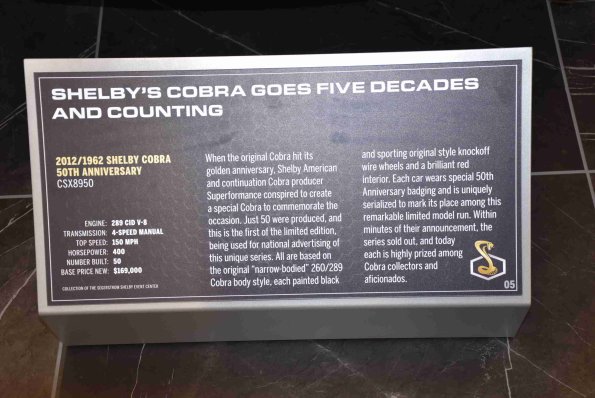 SHELBY'S COBRA GOES FIVE DECADES
AND COUNTING
2012/1962 SHELBY COBRA
50TH ANNIVERSARY
CSX8950
ENGINE: 289 CID V-8
TRANSMISSION: 4-SPEED MANUAL
TOP SPEED: 150 MPH
HORSEPOWER: 400
NUMBER BUILT: 50
BASE PRICE NEW: $169,000
COLLECTION OF THE SEGERSTROM SHELBY EVENT CENTER
When the original Cobra hit its
golden anniversary, Shelby American
and continuation Cobra producer
Superformance conspired to create
a special Cobra to commemorate the
occasion. Just 50 were produced, and
this is the first of the limited edition,
being used for national advertising of
this unique series. All are based on
the original "narrow-bodied" 260/289
Cobra body style, each painted black
and sporting original style knockoff
wire wheels and a brilliant red
interior. Each car wears special 50th
Anniversary badging and is uniquely
serialized to mark its place among this
remarkable limited model run. Within
minutes of their announcement, the
series sold out, and today
each is highly prized among
Cobra collectors and
aficionados.
05